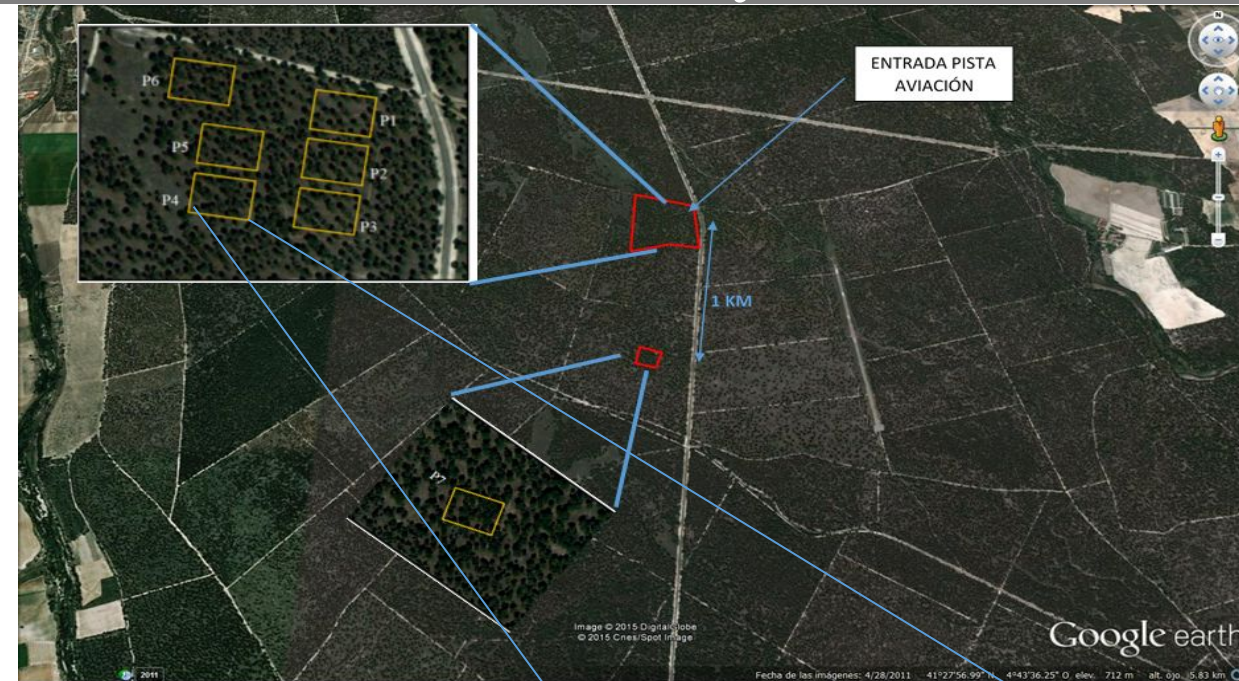 ENTRADA PISTA
AVIACIÓN
P6
P1
P5
P2
P4
P3
1 KM
P7
Image © 2015 DigitalGlobe
© 2015 Cnes/Spot Image
Google earth
2011
Fecha de las imágenes: 4/28/2011 41°27'56.99" N 4°43'36.25" O elev. 712 m alt. ojo 5.83 km
N